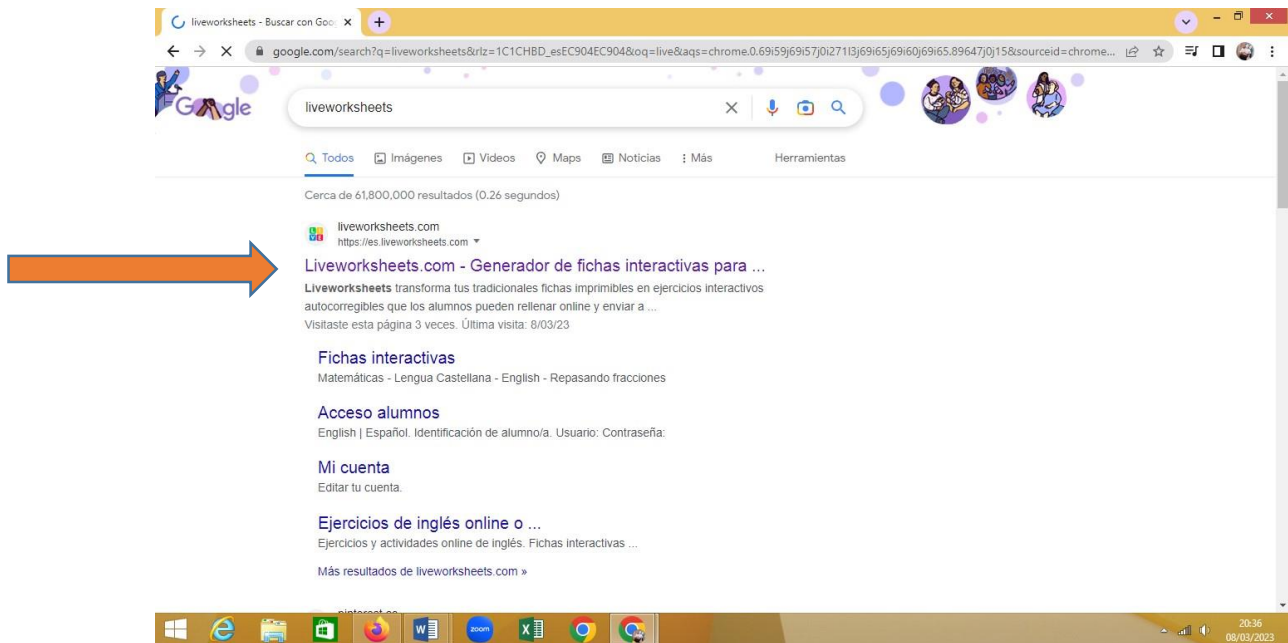 liveworksheets - Buscar con Goo
google.com/search?q=liveworksheets&rlz=1C1CHBD_esEC904EC904&oq=live&aqs=chrome.0.69i59j69i57j0i271l3j69i65j69i60j69i65.89647j0j15&sourceid=chrome...
Google
liveworksheets
Todos Imágenes Videos Maps Noticias Más Herramientas
Cerca de 61,800,000 resultados (0.26 segundos)
LIVE
liveworksheets.com
https://es.liveworksheets.com
Liveworksheets.com - Generador de fichas interactivas para ...
Liveworksheets transforma tus tradicionales fichas imprimibles en ejercicios interactivos
autocorregibles que los alumnos pueden rellenar online y enviar a ...
Visitaste esta página 3 veces. Última visita: 8/03/23
Fichas interactivas
Matemáticas - Lengua Castellana - English - Repasando fracciones
Acceso alumnos
English | Español. Identificación de alumno/a. Usuario: Contraseña:
Mi cuenta
Editar tu cuenta.
Ejercicios de inglés online o ...
Ejercicios y actividades online de inglés. Fichas interactivas ...
Más resultados de liveworksheets.com »
zoom
20:36
08/03/2023